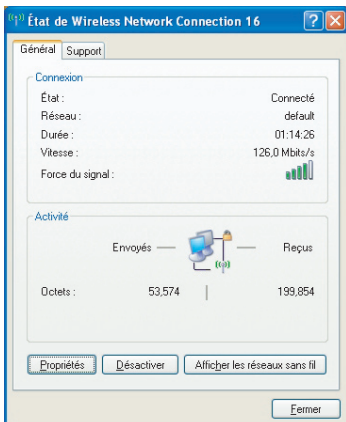 État de Wireless Network Connection 16
Général Support
Connexion
État : Connecté
Réseau : default
Durée : 01:14:26
Vitesse : 126,0 Mbits/s
Force du signal :
Activité
Envoyés — — Reçus
Octets : 53,574 | 199,854
Propriétés Désactiver Afficher les réseaux sans fil
Fermer